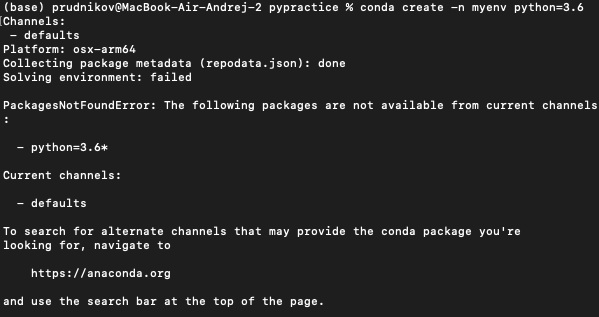 (base) prudnikov@MacBook-Air-Andrej-2 pypractice % conda create -n myenv python=3.6
[Channels:
 - defaults
Platform: osx-arm64
Collecting package metadata (repodata.json): done
Solving environment: failed

PackagesNotFoundError: The following packages are not available from current channels
:

  - python=3.6*

Current channels:

  - defaults

To search for alternate channels that may provide the conda package you're
looking for, navigate to

    https://anaconda.org

and use the search bar at the top of the page.